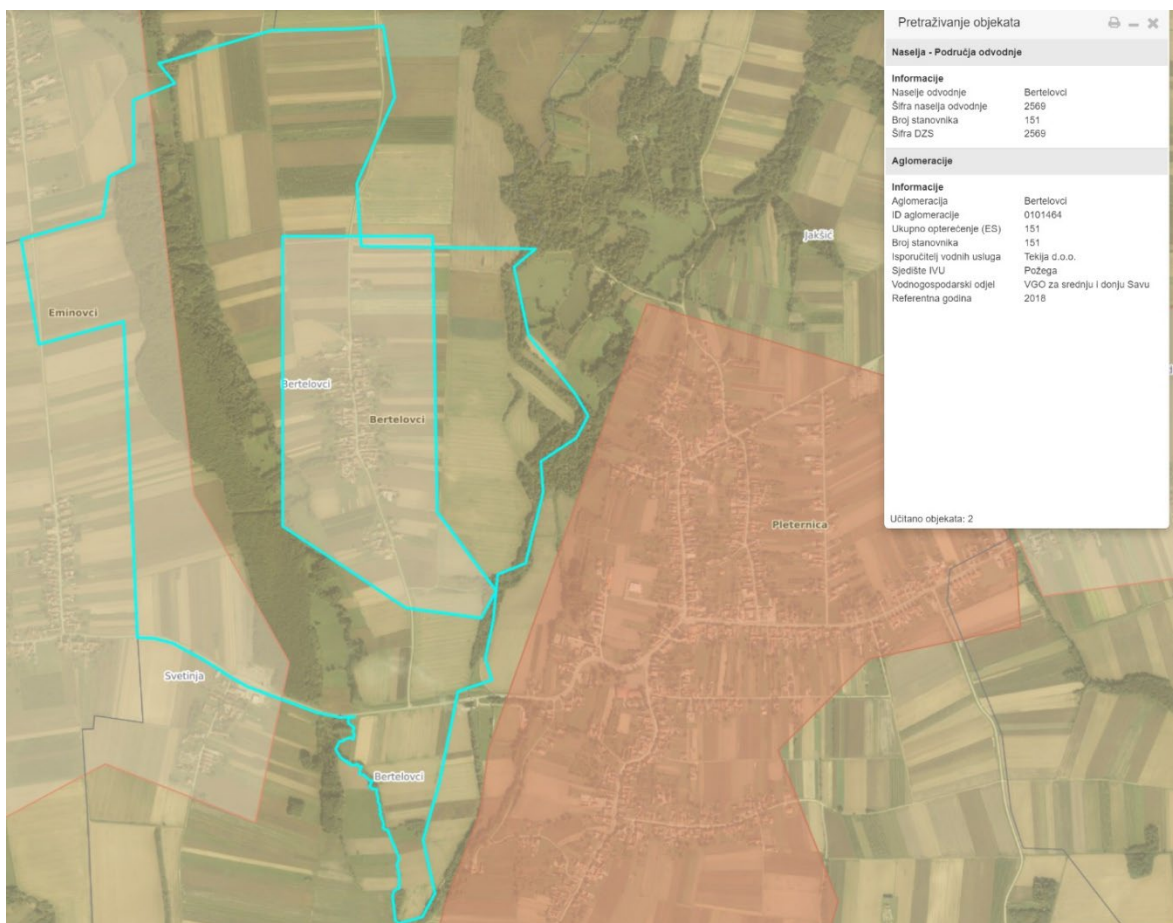 Pretraživanje objekata
Naselja - Područja odvodnje
Informacije
Naselje odvodnje Bertelovci
Šifra naselja odvodnje 2569
Broj stanovnika 151
Šifra DZS 2569
Aglomeracije
Informacije
Aglomeracija Bertelovci
ID aglomeracije 0101464
Ukupno opterećenje (ES) 151
Broj stanovnika 151
Isporučitelj vodnih usluga Tekija d.o.o.
Sjedište IVU Požega
Vodnogospodarski odjel VGO za srednju i donju Savu
Referentna godina 2018
Učitano objekata: 2
Jakšić
Eminovci
Bertelovci
Bertelovci
Pleternica
Svetinja
Bertelovci